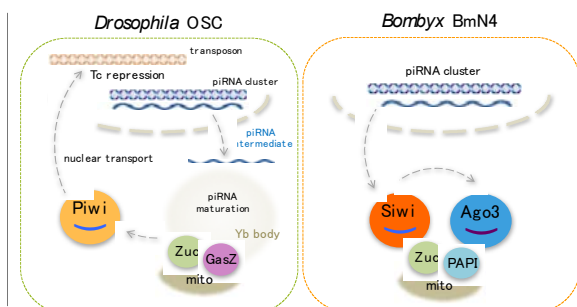 Drosophila OSC
transposon
Tc repression
piRNA cluster
piRNA
intermediate
nuclear transport
piRNA
maturation
Piwi
Yb body
Zuc
GasZ
mito
Bombyx BmN4
piRNA cluster
Siwi
Ago3
Zuc
PAPI
mito